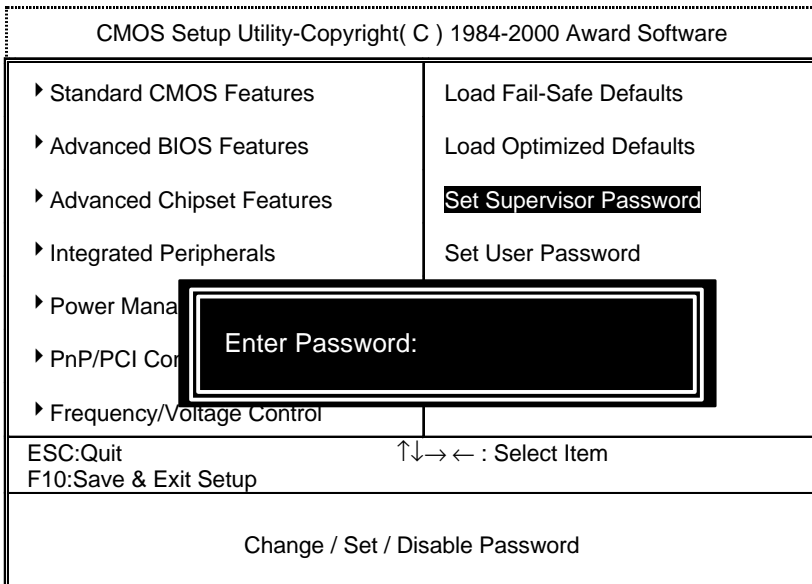 CMOS Setup Utility-Copyright( C ) 1984-2000 Award Software
Standard CMOS Features
Advanced BIOS Features
Advanced Chipset Features
Integrated Peripherals
Power Mana
PnP/PCI Con
Frequency/Voltage Control
Load Fail-Safe Defaults
Load Optimized Defaults
Set Supervisor Password
Set User Password
Enter Password:
ESC:Quit ↑↓→← : Select Item
F10:Save & Exit Setup
Change / Set / Disable Password